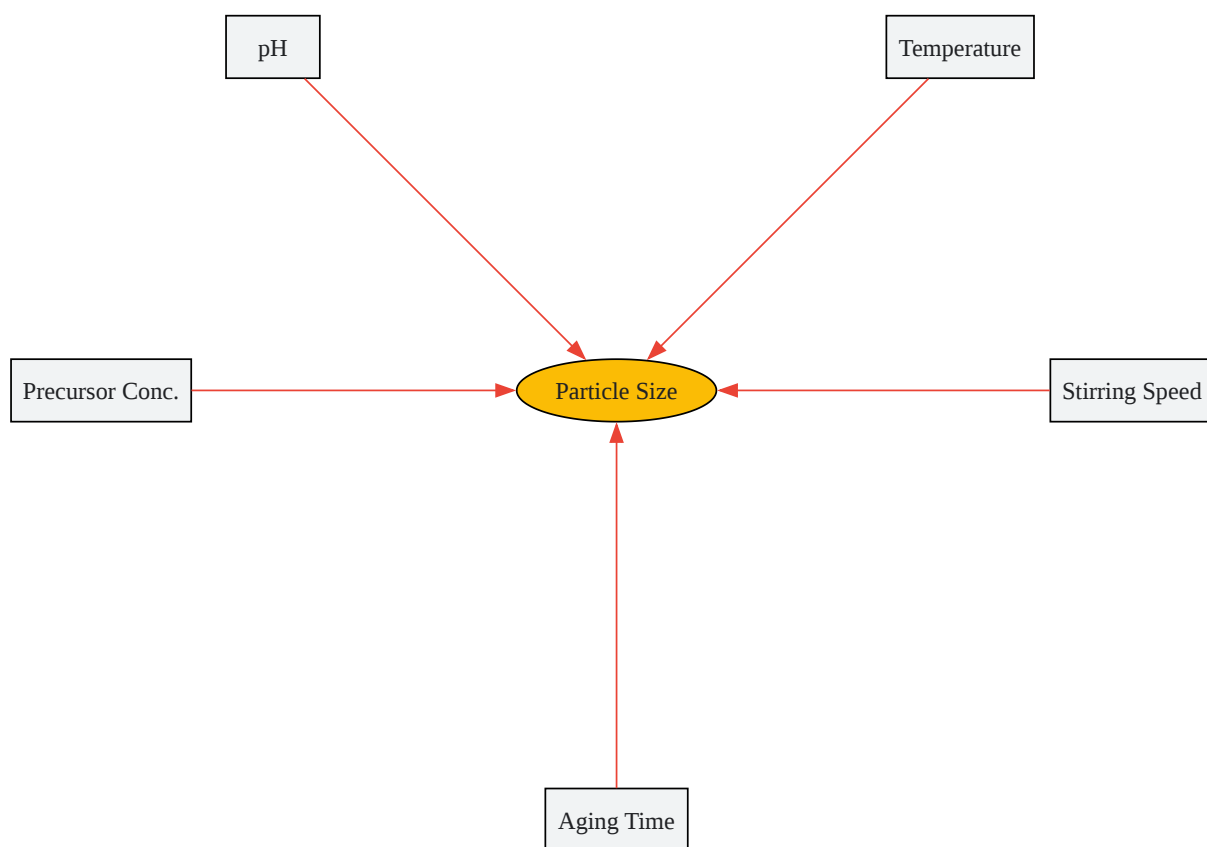 pH
Temperature
Precursor Conc.
Particle Size
Stirring Speed
Aging Time